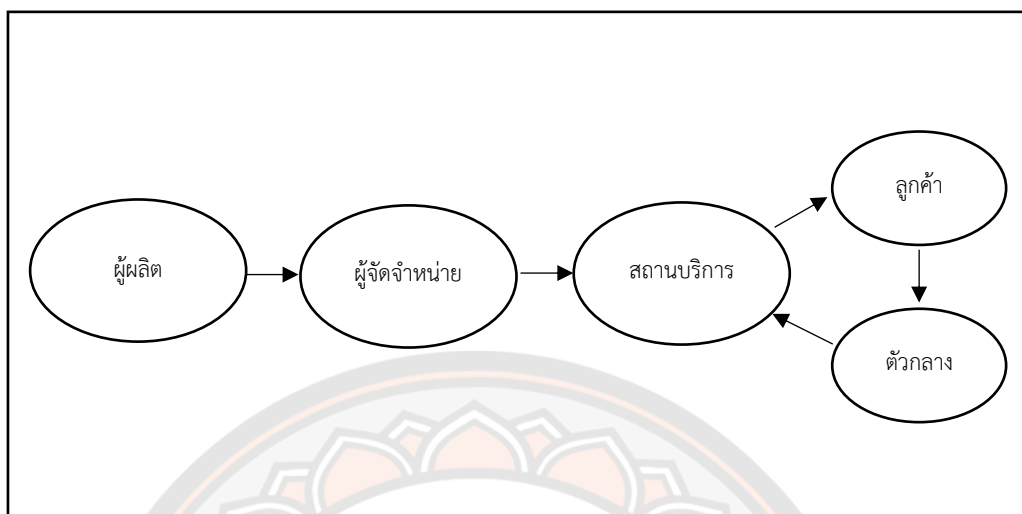 ผู้ผลิต
ผู้จัดจำหน่าย
สถานบริการ
ลูกค้า
ตัวกลาง